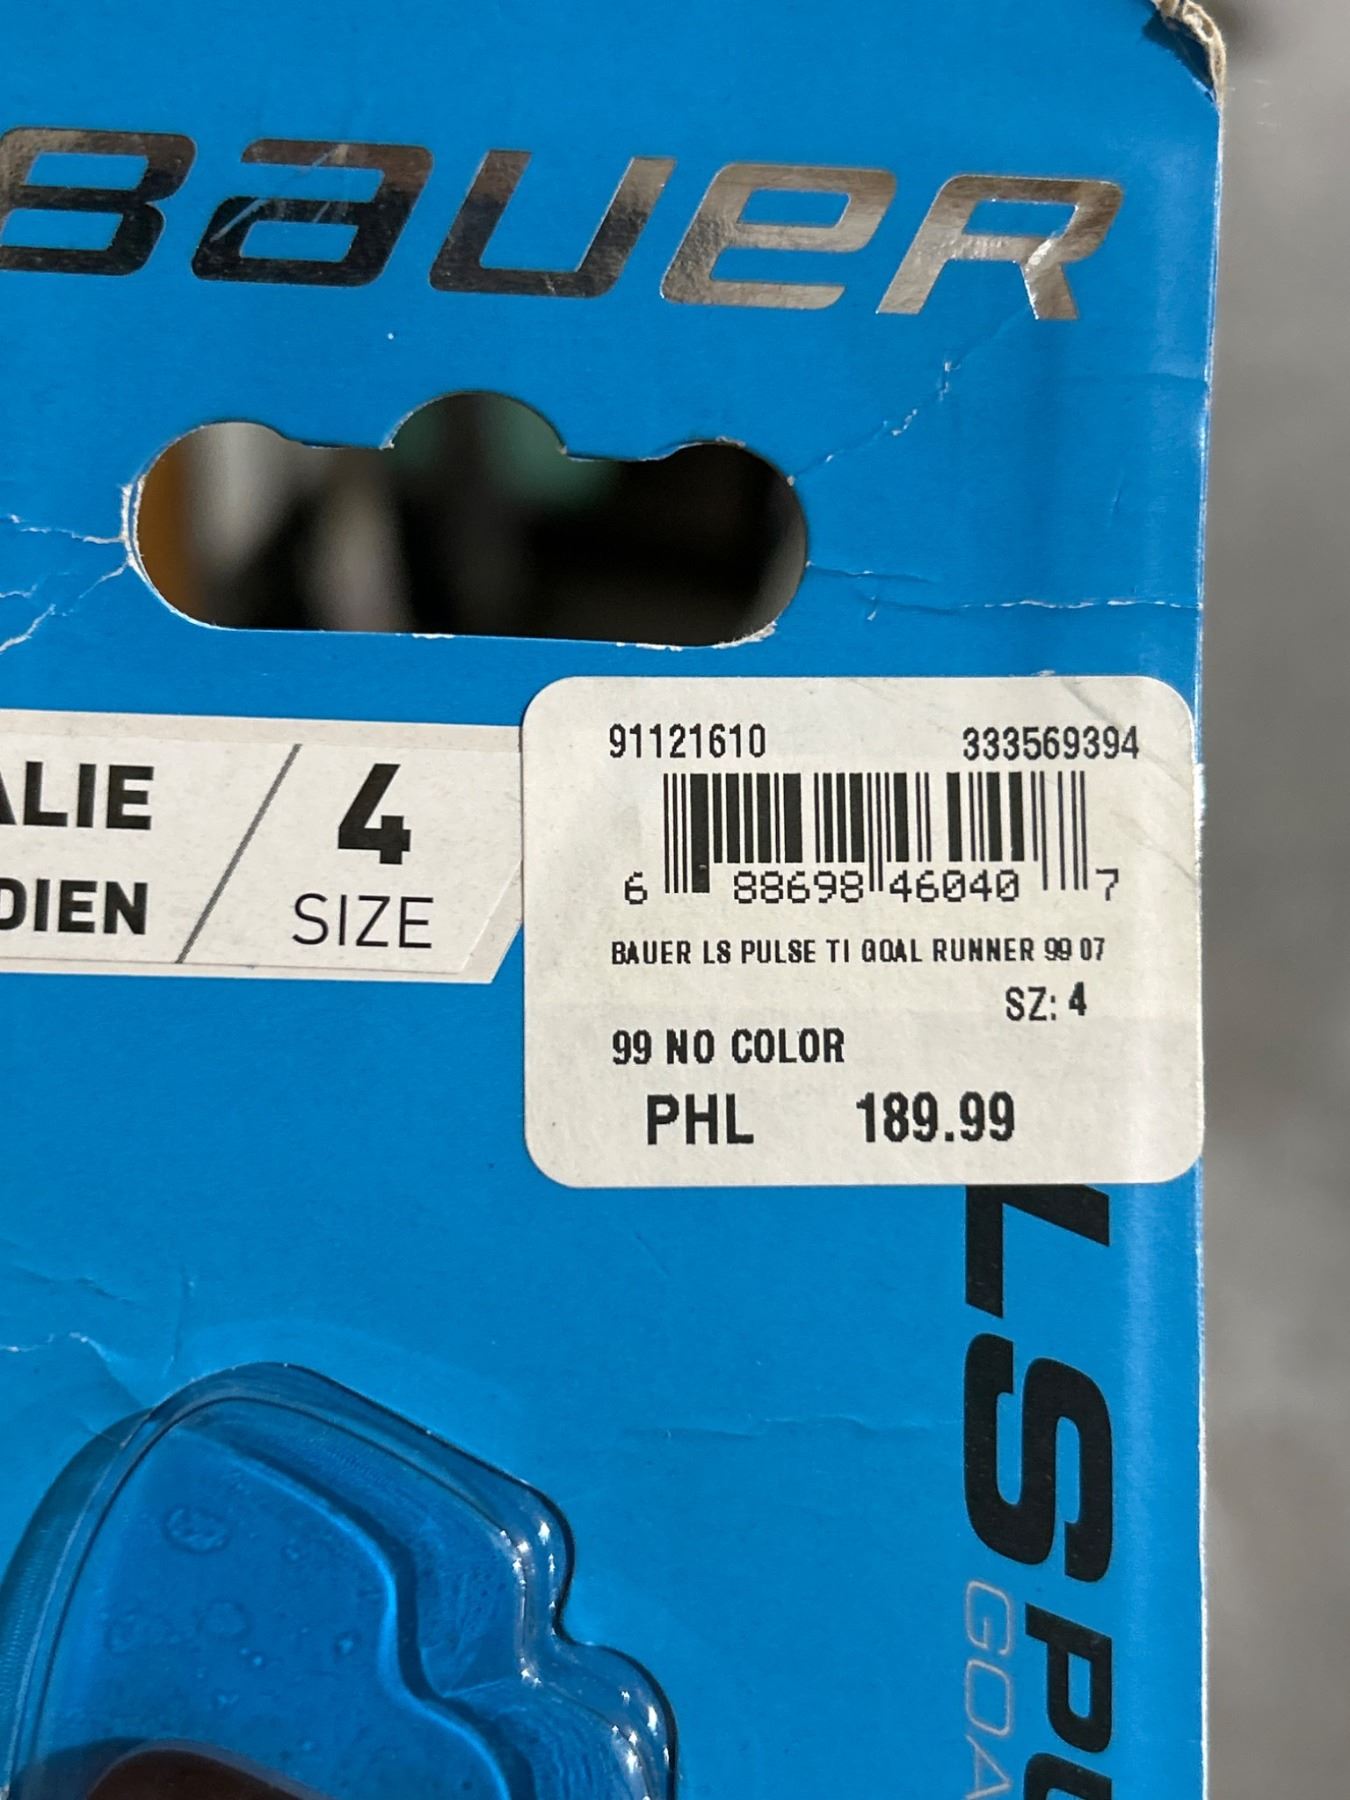 BAUER
ALIE
DIEN
4
SIZE
91121610 333569394
6 88698 46040 7
BAUER LS PULSE TI GOAL RUNNER 99 07
SZ: 4
99 NO COLOR
PHL 189.99
LS PU
GOA